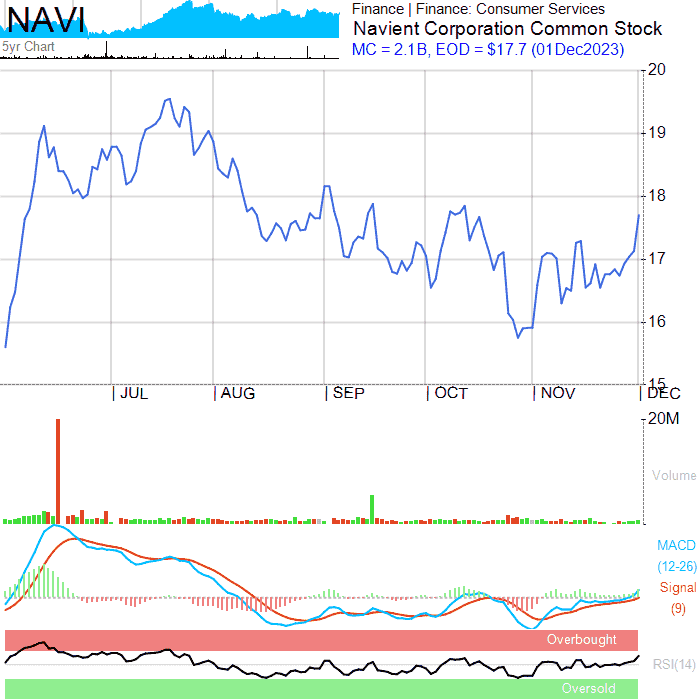 NAVI
5yr Chart
Finance | Finance: Consumer Services
Navient Corporation Common Stock
MC = 2.1B, EOD = $17.7 (01Dec2023)
20
19
18
17
16
15
JUL
AUG
SEP
OCT
NOV
DEC
20M
Volume
MACD
(12-26)
Signal
(9)
Overbought
RSI(14)
Oversold